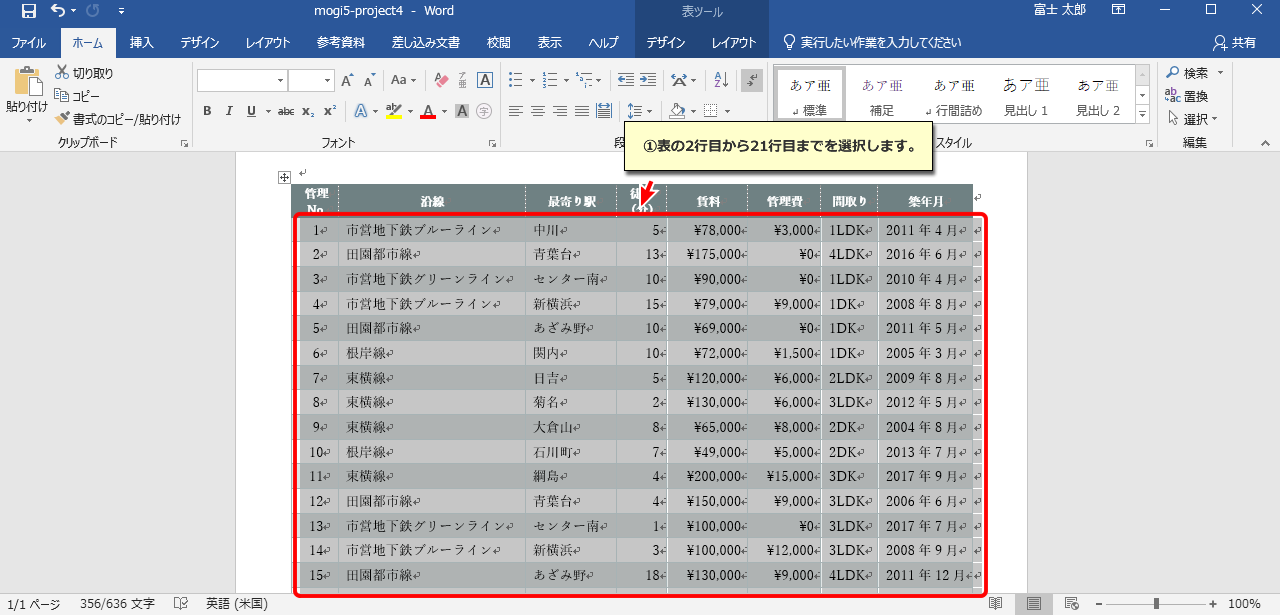 mogi5-project4 - Word
表ツール
富士 太郎
ファイル ホーム 挿入 デザイン レイアウト 参考資料 差し込み文書 校閲 表示 ヘルプ デザイン レイアウト 実行したい作業を入力してください 共有
貼り付け
切り取り
コピー
書式のコピー/貼り付け
クリップボード
Aa
B I U abc x₂ x²
フォント
段
あア亜 あア亜 あア亜 あア亜 あア亜
標準 補足 行間詰め 見出し 1 見出し 2
スタイル
検索
置換
選択
編集
①表の2行目から21行目までを選択します。
管理 No. 沿線 最寄り駅 徒 (分) 賃料 管理費 間取り 築年月
1 市営地下鉄ブルーライン 中川 5 ¥78,000 ¥3,000 1LDK 2011 年 4 月
2 田園都市線 青葉台 13 ¥175,000 ¥0 4LDK 2016 年 6 月
3 市営地下鉄グリーンライン センター南 10 ¥90,000 ¥0 1LDK 2010 年 4 月
4 市営地下鉄ブルーライン 新横浜 15 ¥79,000 ¥9,000 1DK 2008 年 8 月
5 田園都市線 あざみ野 10 ¥69,000 ¥0 1DK 2011 年 5 月
6 根岸線 関内 10 ¥72,000 ¥1,500 1DK 2005 年 3 月
7 東横線 日吉 5 ¥120,000 ¥6,000 2LDK 2009 年 8 月
8 東横線 菊名 2 ¥130,000 ¥6,000 3LDK 2012 年 5 月
9 東横線 大倉山 8 ¥65,000 ¥8,000 2DK 2004 年 8 月
10 根岸線 石川町 7 ¥49,000 ¥5,000 2DK 2013 年 7 月
11 東横線 綱島 4 ¥200,000 ¥15,000 3DK 2017 年 9 月
12 田園都市線 青葉台 4 ¥150,000 ¥9,000 3LDK 2006 年 6 月
13 市営地下鉄グリーンライン センター南 1 ¥100,000 ¥0 3LDK 2017 年 7 月
14 市営地下鉄ブルーライン 新横浜 3 ¥100,000 ¥12,000 3LDK 2008 年 9 月
15 田園都市線 あざみ野 18 ¥130,000 ¥9,000 4LDK 2011 年 12 月
1/1 ページ 356/636 文字 英語 (米国) 100%